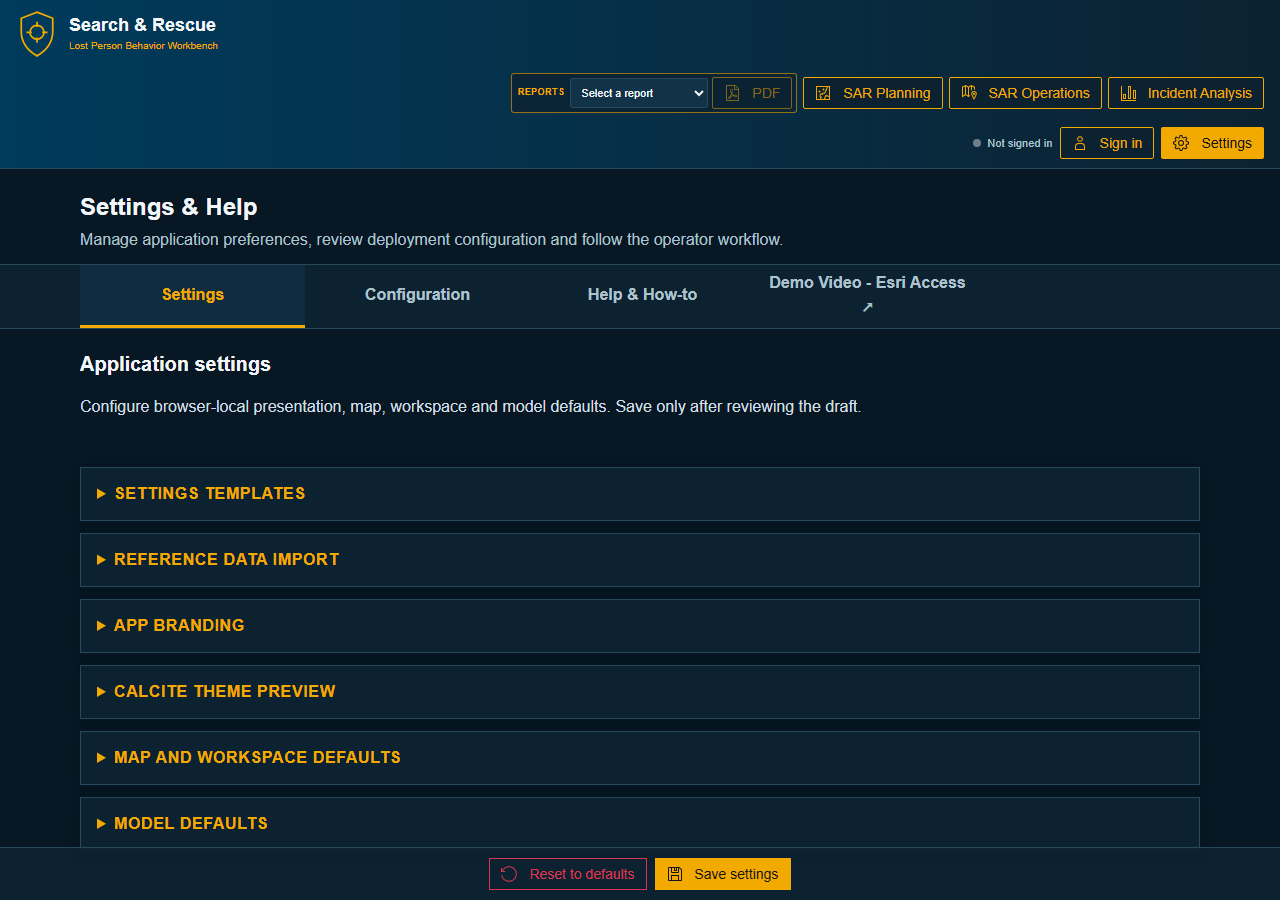 Search & Rescue
Lost Person Behavior Workbench
REPORTS
Select a report
PDF
SAR Planning
SAR Operations
Incident Analysis
Not signed in
Sign in
Settings
Settings & Help
Manage application preferences, review deployment configuration and follow the operator workflow.
Settings
Configuration
Help & How-to
Demo Video - Esri Access
↗
Application settings
Configure browser-local presentation, map, workspace and model defaults. Save only after reviewing the draft.
SETTINGS TEMPLATES
REFERENCE DATA IMPORT
APP BRANDING
CALCITE THEME PREVIEW
MAP AND WORKSPACE DEFAULTS
MODEL DEFAULTS
Reset to defaults
Save settings